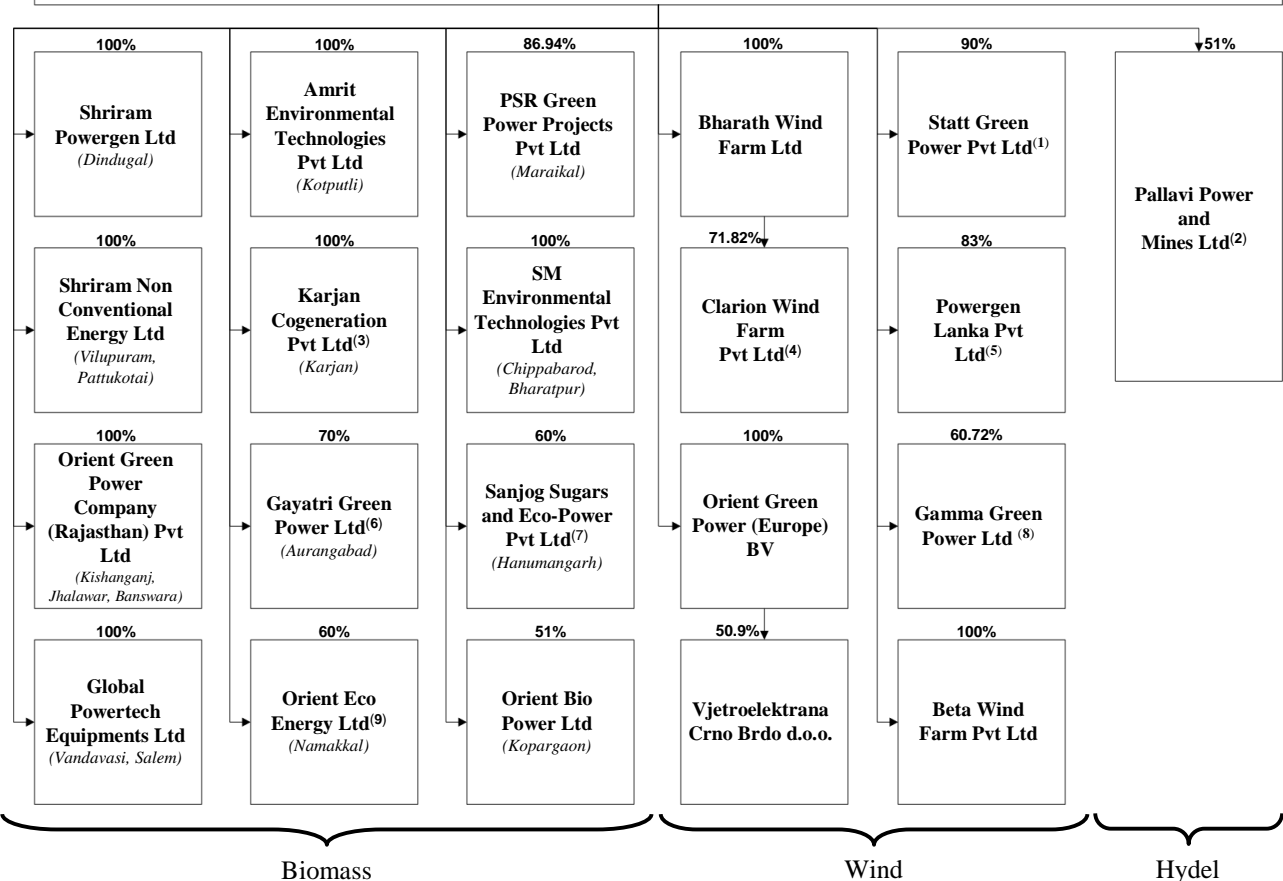 100%
Shriram
Powergen Ltd
(Dindugal)
100%
Amrit
Environmental
Technologies
Pvt Ltd
(Kotputli)
86.94%
PSR Green
Power Projects
Pvt Ltd
(Maraikal)
100%
Bharath Wind
Farm Ltd
90%
Statt Green
Power Pvt Ltd(1)
51%
Pallavi Power
and
Mines Ltd(2)
100%
Shriram Non
Conventional
Energy Ltd
(Vilupuram,
Pattukotai)
100%
Karjan
Cogeneration
Pvt Ltd(3)
(Karjan)
100%
SM
Environmental
Technologies Pvt
Ltd
(Chippabarod,
Bharatpur)
71.82%
Clarion Wind
Farm
Pvt Ltd(4)
83%
Powergen
Lanka Pvt
Ltd(5)
100%
Orient Green
Power
Company
(Rajasthan) Pvt
Ltd
(Kishanganj,
Jhalawar, Banswara)
70%
Gayatri Green
Power Ltd(6)
(Aurangabad)
60%
Sanjog Sugars
and Eco-Power
Pvt Ltd(7)
(Hanumangarh)
100%
Orient Green
Power (Europe)
BV
60.72%
Gamma Green
Power Ltd (8)
100%
Global
Powertech
Equipments Ltd
(Vandavasi, Salem)
60%
Orient Eco
Energy Ltd(9)
(Namakkal)
51%
Orient Bio
Power Ltd
(Kopargaon)
50.9%
Vjetroelektrana
Crno Brdo d.o.o.
100%
Beta Wind
Farm Pvt Ltd
Biomass
Wind
Hydel